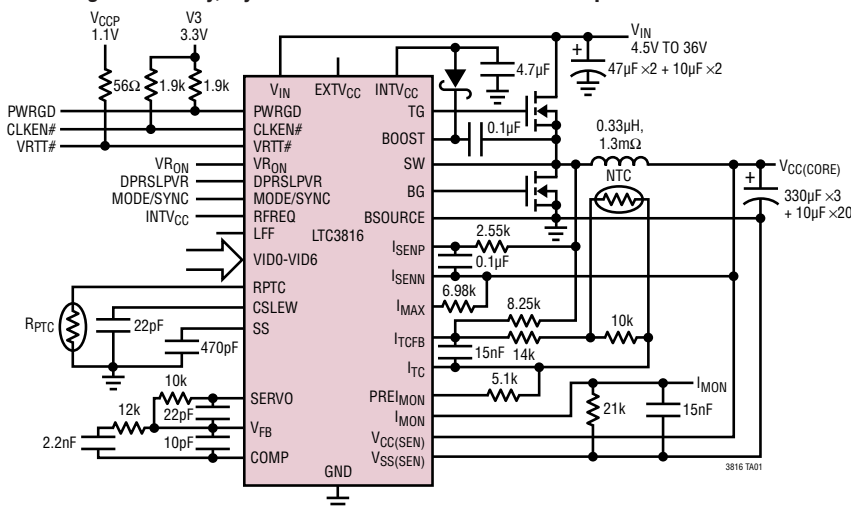 V3
3.3V
VCCP
1.1V
56Ω
1.9k
1.9k
PWRGD
CLKEN#
VRTT#
VRON
DPRSLPVR
MODE/SYNC
INTVCC
RPTC
22pF
470pF
10k
22pF
12k
2.2nF
10pF
VIN
EXTVCC
INTVCC
PWRGD
CLKEN#
VRTT#
VRON
DPRSLPVR
MODE/SYNC
RFREQ
LFF
LTC3816
VID0-VID6
RPTC
CSLEW
SS
SERVO
VFB
COMP
GND
TG
BOOST
SW
BG
BSOURCE
ISENP
ISENN
IMAX
ITCFB
ITC
PREIMON
IMON
VCC(SEN)
VSS(SEN)
4.7µF
VIN
4.5V TO 36V
+
47µF ×2 + 10µF ×2
0.1µF
0.33µH,
1.3mΩ
NTC
VCC(CORE)
+
330µF ×3
+ 10µF ×20
2.55k
0.1µF
6.98k
8.25k
10k
15nF
14k
5.1k
IMON
21k
15nF
3816 TA01